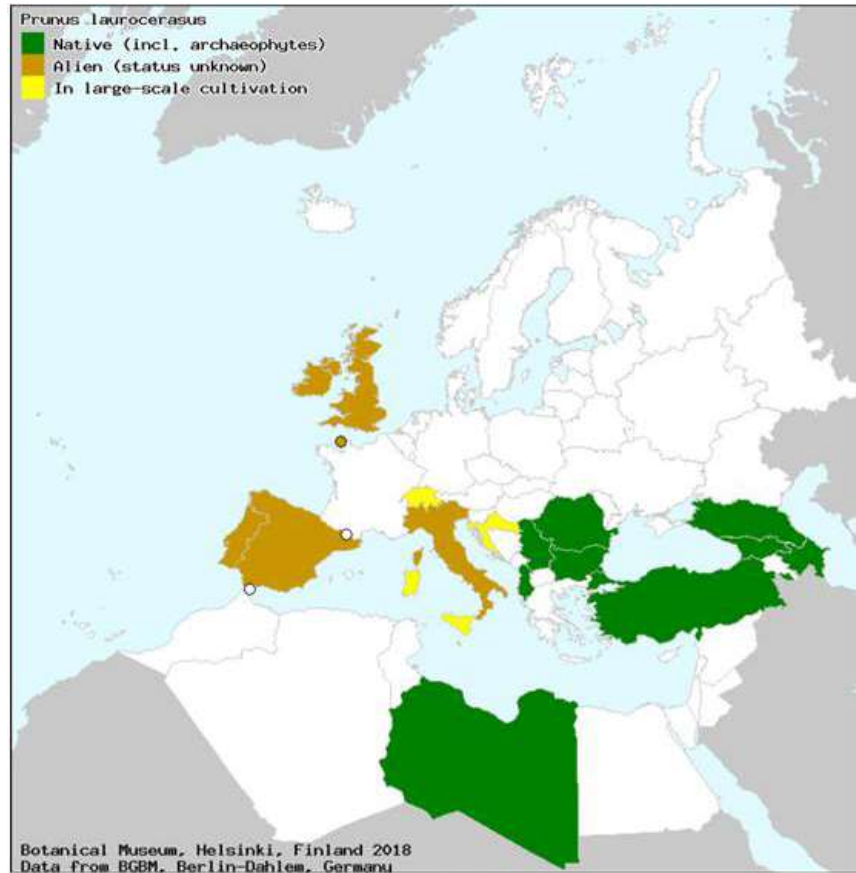 Prunus laurocerasus
Native (incl. archaeophytes)
Alien (status unknown)
In large-scale cultivation
Botanical Museum, Helsinki, Finland 2018
Data from BGBM, Berlin-Dahlem, Germany